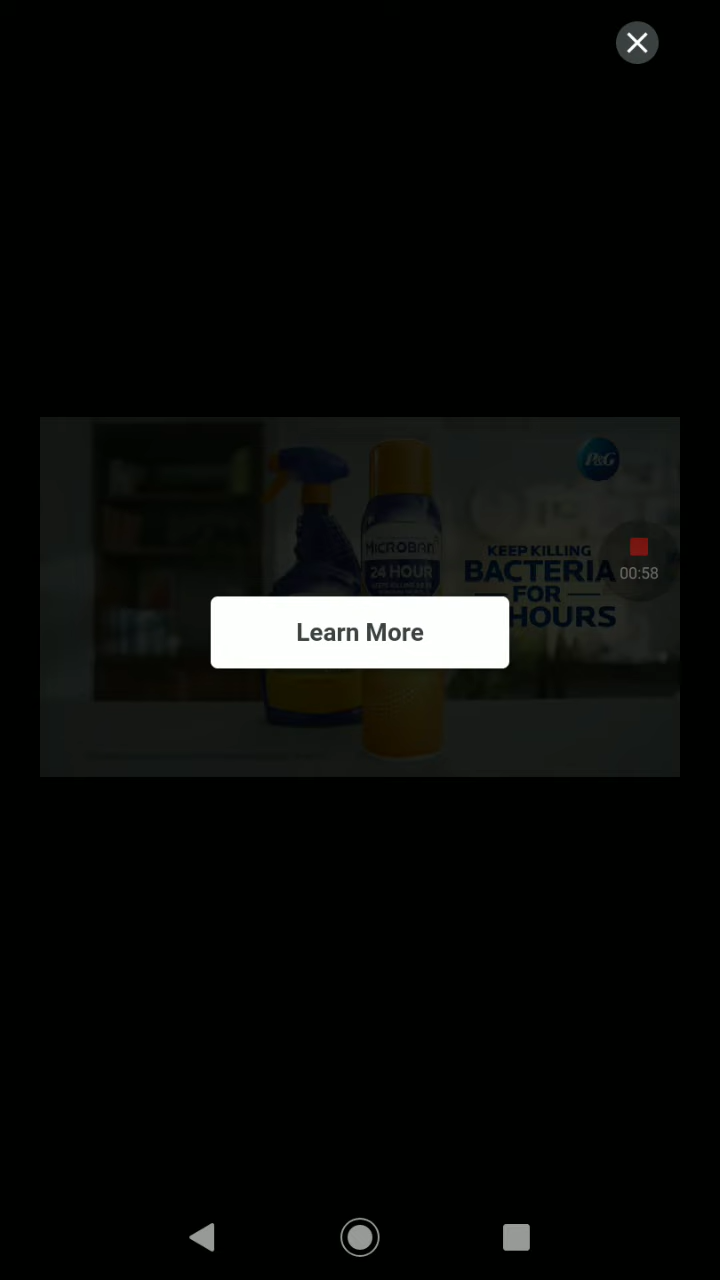 P&G
MICROBAN
24 HOUR
KEEP KILLING
BACTERIA
FOR
HOURS
00:58
Learn More